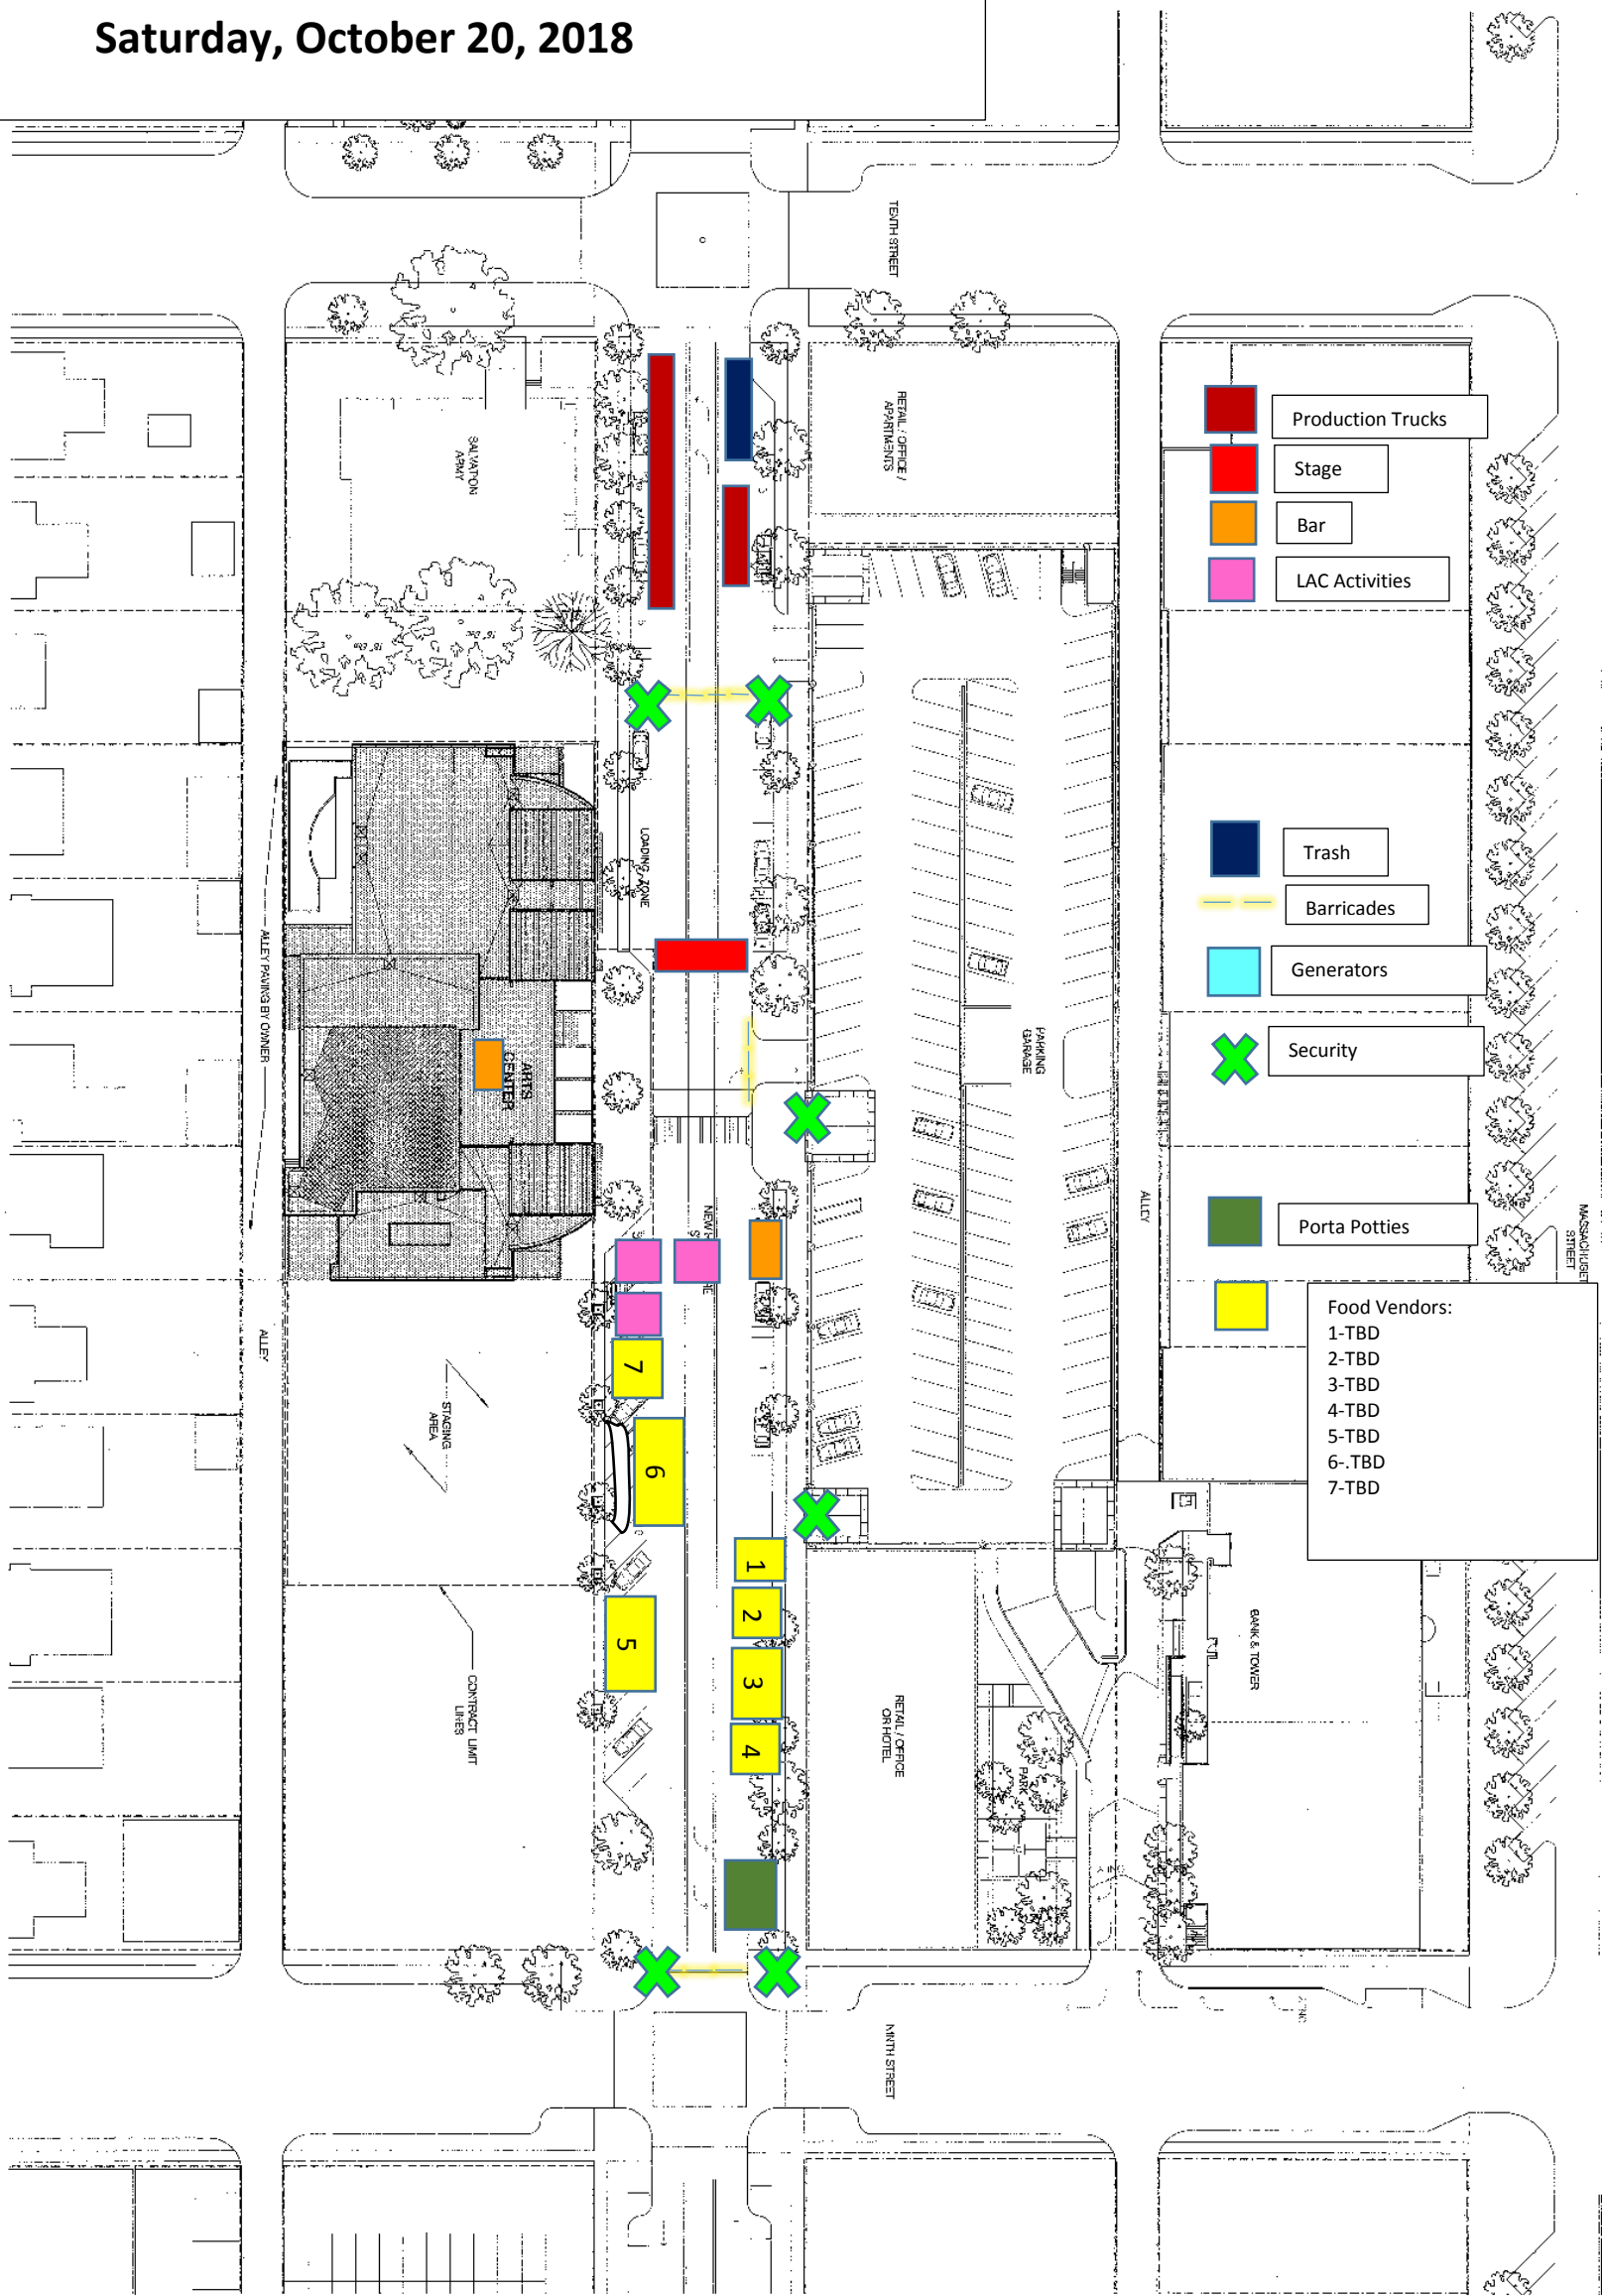 Saturday, October 20, 2018
TENTH STREET
RETAIL / OFFICE /
APARTMENTS
SALVATION
ARMY
Production Trucks
Stage
Bar
LAC Activities
LOADING ZONE
Trash
Barricades
Generators
Security
Porta Potties
ALLEY PAVING BY OWNER
ARTS
CENTER
PARKING
GARAGE
ALLEY
STREET
ALLEY
Food Vendors:
1-TBD
2-TBD
3-TBD
4-TBD
5-TBD
6-.TBD
7-TBD
STAGING
AREA
7
6
1
2
5
3
4
CONTRACT LIMIT
LINES
BANK & TOWER
RETAIL / OFFICE
OR HOTEL
PARK
NINTH STREET